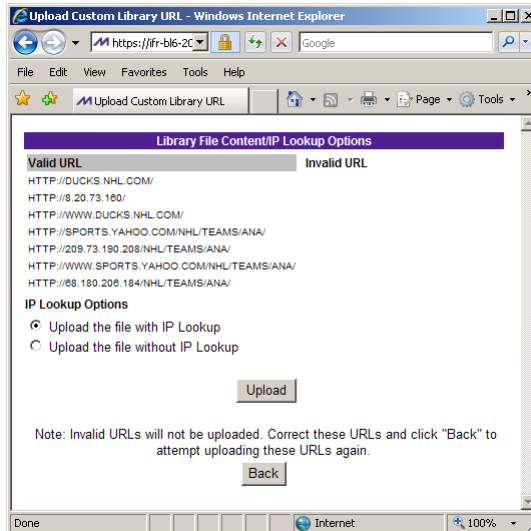 Upload Custom Library URL - Windows Internet Explorer
https://ifr-bl6-20
Google
File Edit View Favorites Tools Help
Upload Custom Library URL
Page Tools »
Library File Content/IP Lookup Options
Valid URL Invalid URL
HTTP://DUCKS.NHL.COM/
HTTP://8.20.73.160/
HTTP://WWW.DUCKS.NHL.COM/
HTTP://SPORTS.YAHOO.COM/NHL/TEAMS/ANA/
HTTP://209.73.190.208/NHL/TEAMS/ANA/
HTTP://WWW.SPORTS.YAHOO.COM/NHL/TEAMS/ANA/
HTTP://68.180.206.184/NHL/TEAMS/ANA/
IP Lookup Options
Upload the file with IP Lookup
Upload the file without IP Lookup
Upload
Note: Invalid URLs will not be uploaded. Correct these URLs and click "Back" to
attempt uploading these URLs again.
Back
Done Internet 100%